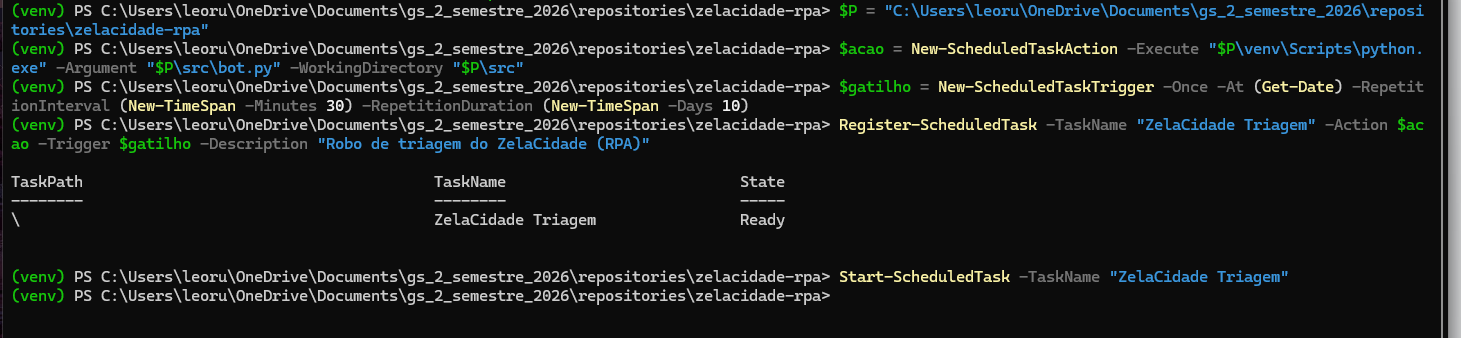 (venv) PS C:\Users\leoru\OneDrive\Documents\gs_2_semestre_2026\repositories\zelacidade-rpa> $P = "C:\Users\leoru\OneDrive\Documents\gs_2_semestre_2026\reposi
tories\zelacidade-rpa"
(venv) PS C:\Users\leoru\OneDrive\Documents\gs_2_semestre_2026\repositories\zelacidade-rpa> $acao = New-ScheduledTaskAction -Execute "$P\venv\Scripts\python.
exe" -Argument "$P\src\bot.py" -WorkingDirectory "$P\src"
(venv) PS C:\Users\leoru\OneDrive\Documents\gs_2_semestre_2026\repositories\zelacidade-rpa> $gatilho = New-ScheduledTaskTrigger -Once -At (Get-Date) -Repetit
ionInterval (New-TimeSpan -Minutes 30) -RepetitionDuration (New-TimeSpan -Days 10)
(venv) PS C:\Users\leoru\OneDrive\Documents\gs_2_semestre_2026\repositories\zelacidade-rpa> Register-ScheduledTask -TaskName "ZelaCidade Triagem" -Action $ac
ao -Trigger $gatilho -Description "Robo de triagem do ZelaCidade (RPA)"
TaskPath TaskName State
-------- -------- -----
\ ZelaCidade Triagem Ready
(venv) PS C:\Users\leoru\OneDrive\Documents\gs_2_semestre_2026\repositories\zelacidade-rpa> Start-ScheduledTask -TaskName "ZelaCidade Triagem"
(venv) PS C:\Users\leoru\OneDrive\Documents\gs_2_semestre_2026\repositories\zelacidade-rpa>